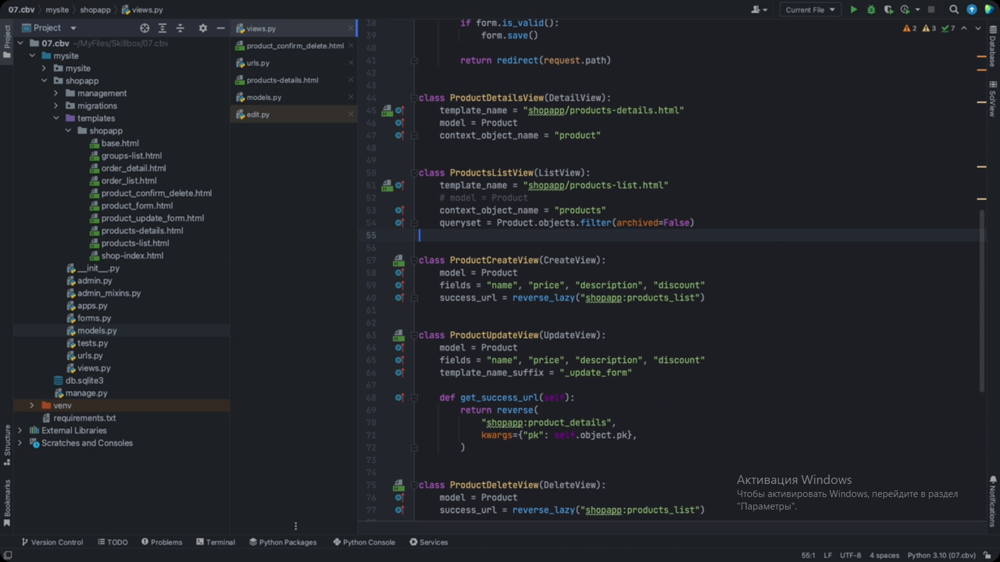 07.cbv mysite shopapp views.py
Current File
Project
Project
07.cbv ~/MyFiles/Skillbox/07.cbv
mysite
mysite
shopapp
management
migrations
templates
shopapp
base.html
groups-list.html
order_detail.html
order_list.html
product_confirm_delete.html
product_form.html
product_update_form.html
products-details.html
products-list.html
shop-index.html
__init__.py
admin.py
admin_mixins.py
apps.py
forms.py
models.py
tests.py
urls.py
views.py
db.sqlite3
manage.py
venv
requirements.txt
External Libraries
Scratches and Consoles
Structure
Bookmarks
views.py
product_confirm_delete.html
urls.py
products-details.html
models.py
edit.py
2 3 7
38 if form.is_valid():
39 form.save()
40
41 return redirect(request.path)
42
43
44 class ProductDetailsView(DetailView):
45 template_name = "shopapp/products-details.html"
46 model = Product
47 context_object_name = "product"
48
49
50 class ProductsListView(ListView):
51 template_name = "shopapp/products-list.html"
52 # model = Product
53 context_object_name = "products"
54 queryset = Product.objects.filter(archived=False)
55
56
57 class ProductCreateView(CreateView):
58 model = Product
59 fields = "name", "price", "description", "discount"
60 success_url = reverse_lazy("shopapp:products_list")
61
62
63 class ProductUpdateView(UpdateView):
64 model = Product
65 fields = "name", "price", "description", "discount"
66 template_name_suffix = "_update_form"
67
68 def get_success_url(self):
69 return reverse(
70 "shopapp:product_details",
71 kwargs={"pk": self.object.pk},
72 )
73
74
75 class ProductDeleteView(DeleteView):
76 model = Product
77 success_url = reverse_lazy("shopapp:products_list")
Database
SciView
Notifications
Активация Windows
Чтобы активировать Windows, перейдите в раздел
"Параметры".
Version Control TODO Problems Terminal Python Packages Python Console Services
55:1 LF UTF-8 4 spaces Python 3.10 (07.cbv)